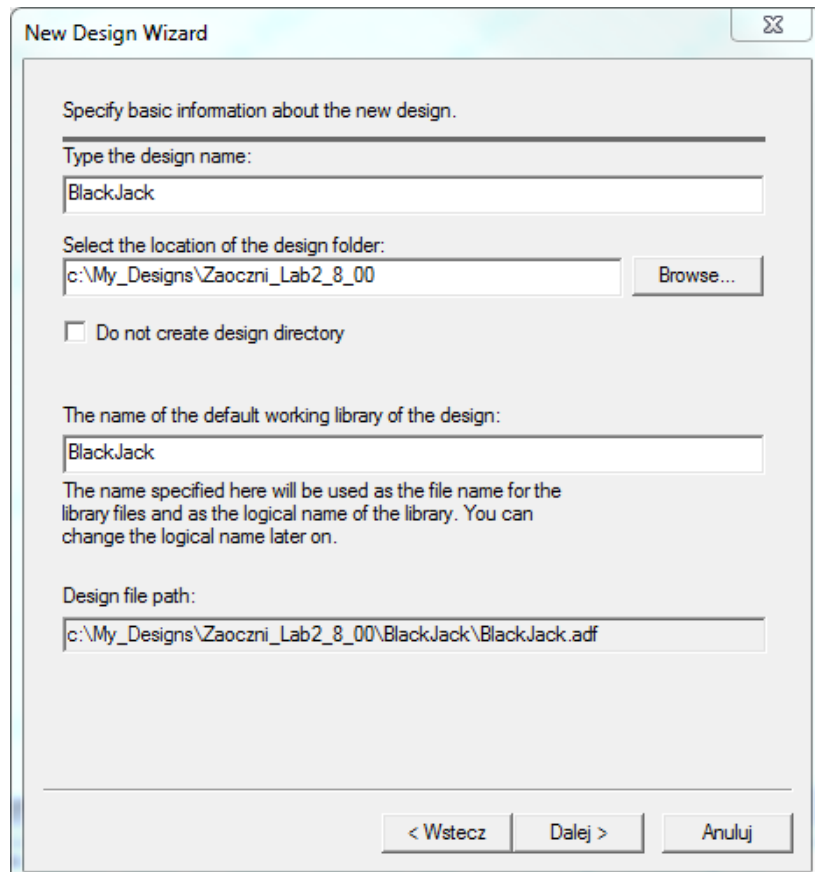 New Design Wizard
Specify basic information about the new design.
Type the design name:
BlackJack
Select the location of the design folder:
c:\My_Designs\Zaoczni_Lab2_8_00
Browse...
Do not create design directory
The name of the default working library of the design:
BlackJack
The name specified here will be used as the file name for the
library files and as the logical name of the library. You can
change the logical name later on.
Design file path:
c:\My_Designs\Zaoczni_Lab2_8_00\BlackJack\BlackJack.adf
< Wstecz
Dalej >
Anuluj